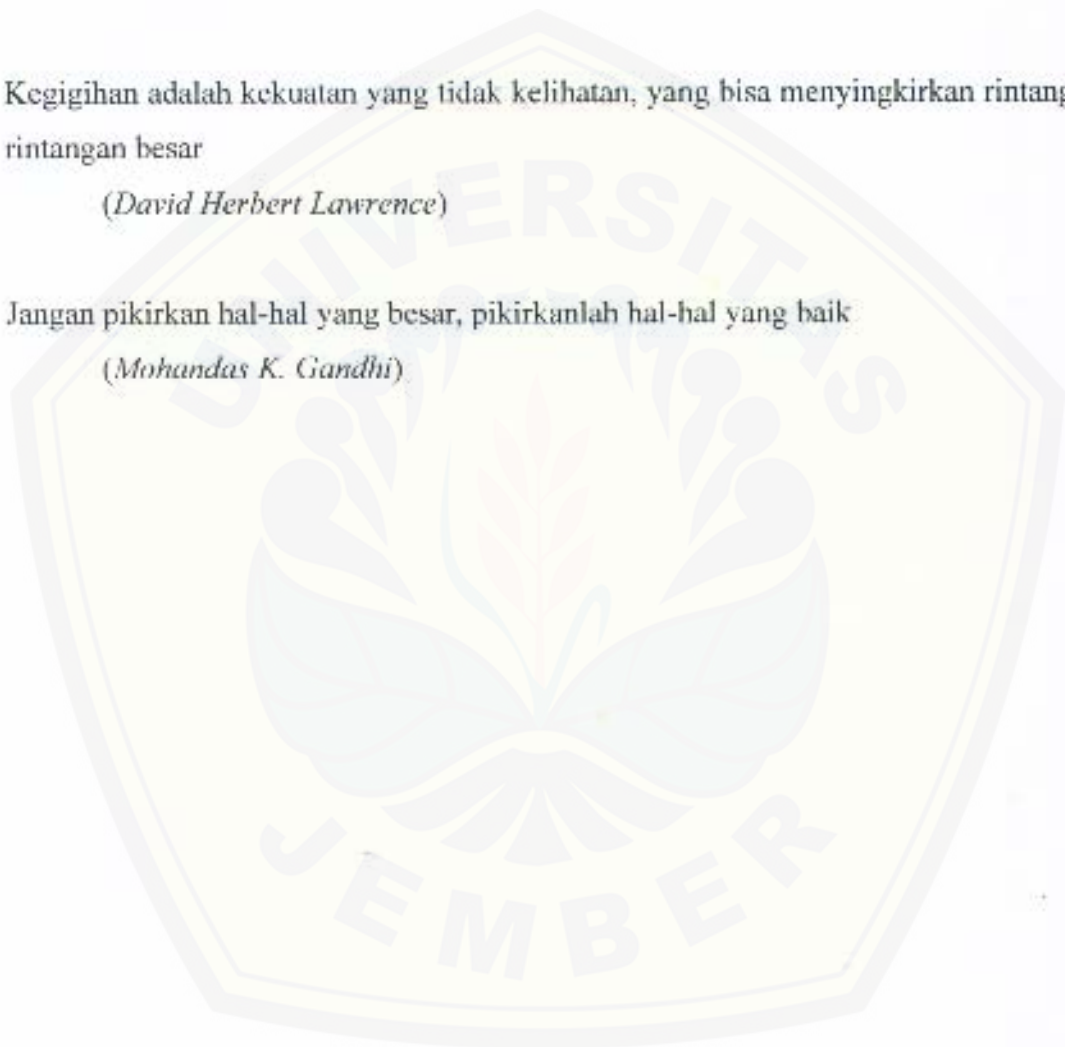 Kegigihan adalah kekuatan yang tidak kelihatan, yang bisa menyingkirkan rintang
rintangan besar
(David Herbert Lawrence)
Jangan pikirkan hal-hal yang besar, pikirkanlah hal-hal yang baik
(Mohandas K. Gandhi)
UNIVERSITAS
JEMBER